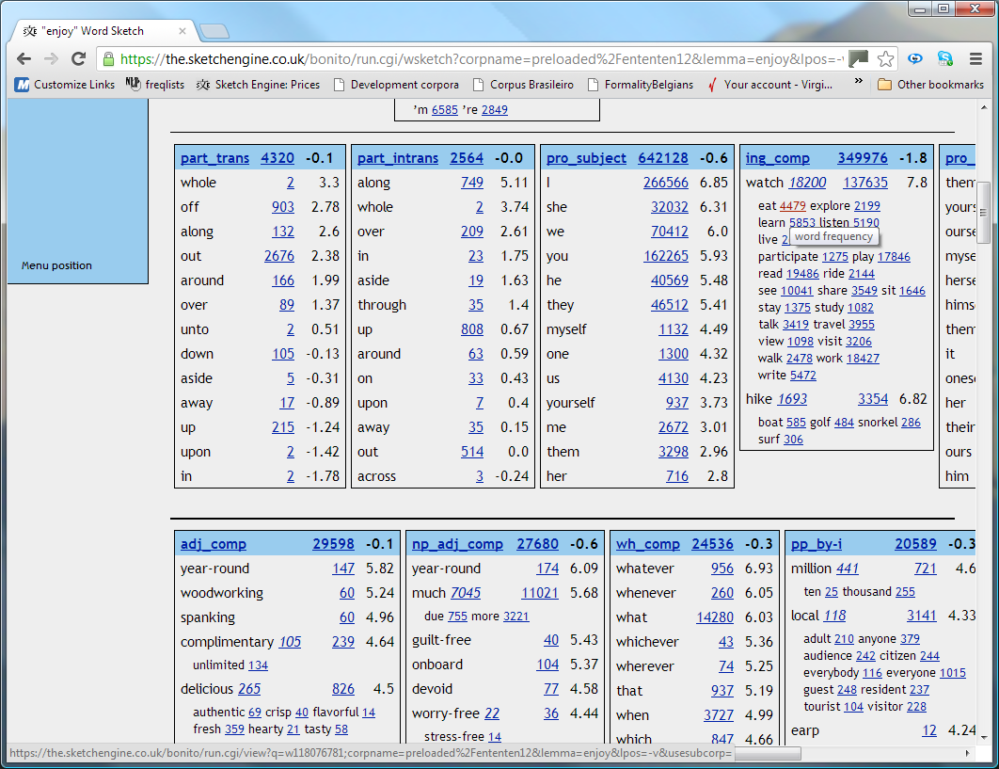 "enjoy" Word Sketch
https://the.sketchengine.co.uk/bonito/run.cgi/wsketch?corpname=preloaded%2Fententen12&lemma=enjoy&lpos=-v
Customize Links freqlists Sketch Engine: Prices Development corpora Corpus Brasileiro FormalityBelgians Your account - Virgi... » Other bookmarks
Menu position
'm 6585 're 2849
part_trans 4320 -0.1
whole 2 3.3
off 903 2.78
along 132 2.6
out 2676 2.38
around 166 1.99
over 89 1.37
unto 2 0.51
down 105 -0.13
aside 5 -0.31
away 17 -0.89
up 215 -1.24
upon 2 -1.42
in 2 -1.78
part_intrans 2564 -0.0
along 749 5.11
whole 2 3.74
over 209 2.61
in 23 1.75
aside 19 1.63
through 35 1.4
up 808 0.67
around 63 0.59
on 33 0.43
upon 7 0.4
away 35 0.15
out 514 0.0
across 3 -0.24
pro_subject 642128 -0.6
I 266566 6.85
she 32032 6.31
we 70412 6.0
you 162265 5.93
he 40569 5.48
they 46512 5.41
myself 1132 4.49
one 1300 4.32
us 4130 4.23
yourself 937 3.73
me 2672 3.01
them 3298 2.96
her 716 2.8
ing_comp 349976 -1.8
watch 18200 137635 7.8
eat 4479 explore 2199
learn 5853 listen 5190
live 2
word frequency
participate 1275 play 17846
read 19486 ride 2144
see 10041 share 3549 sit 1646
stay 1375 study 1082
talk 3419 travel 3955
view 1098 visit 3206
walk 2478 work 18427
write 5472
hike 1693 3354 6.82
boat 585 golf 484 snorkel 286
surf 306
pro_
them
yours
ourse
myse
herse
hims
them
it
onese
her
their
ours
him
adj_comp 29598 -0.1
year-round 147 5.82
woodworking 60 5.24
spanking 60 4.96
complimentary 105 239 4.64
unlimited 134
delicious 265 826 4.5
authentic 69 crisp 40 flavorful 14
fresh 359 hearty 21 tasty 58
np_adj_comp 27680 -0.6
year-round 174 6.09
much 7045 11021 5.68
due 755 more 3221
guilt-free 40 5.43
onboard 104 5.37
devoid 77 4.58
worry-free 22 36 4.44
stress-free 14
wh_comp 24536 -0.3
whatever 956 6.93
whenever 260 6.05
what 14280 6.03
whichever 43 5.36
wherever 74 5.25
that 937 5.19
when 3727 4.99
which 847 4.66
pp_by-i 20589 -0.3
million 441 721 4.6
ten 25 thousand 255
local 118 3141 4.33
adult 210 anyone 379
audience 242 citizen 244
everybody 116 everyone 1015
guest 248 resident 237
tourist 104 visitor 228
earp 12 4.24
https://the.sketchengine.co.uk/bonito/run.cgi/view?q=w118076781;corpname=preloaded%2Fententen12&lemma=enjoy&lpos=-v&usesubcorp=